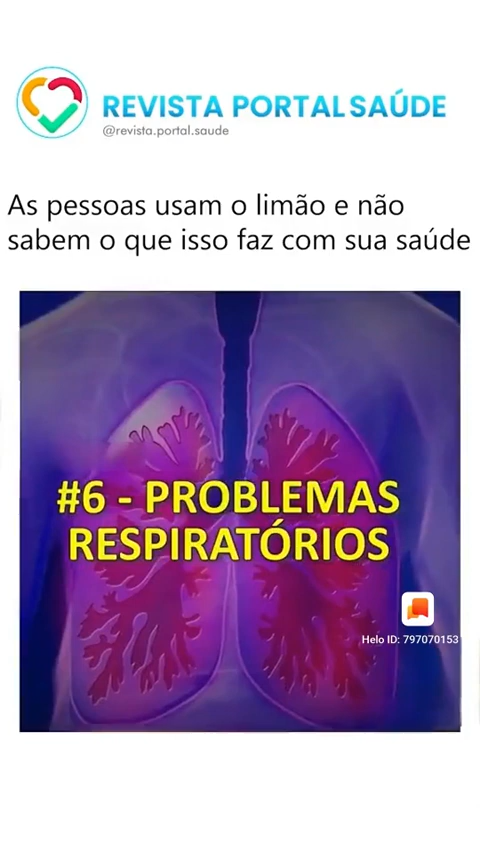 REVISTA PORTAL SAÚDE
@revista.portal.saude
As pessoas usam o limão e não
sabem o que isso faz com sua saúde
#6 - PROBLEMAS
RESPIRATÓRIOS
Helo ID: 797070153